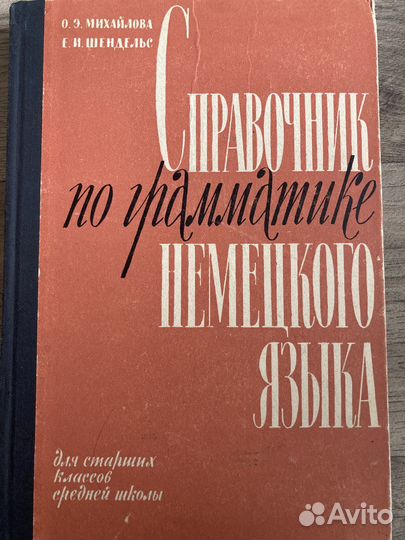 О. Э. МИХАЙЛОВА
Е. И. ШЕНДЕЛЬС
СПРАВОЧНИК
по грамматике
НЕМЕЦКОГО
ЯЗЫКА
для старших
классов
средней школы
Avito